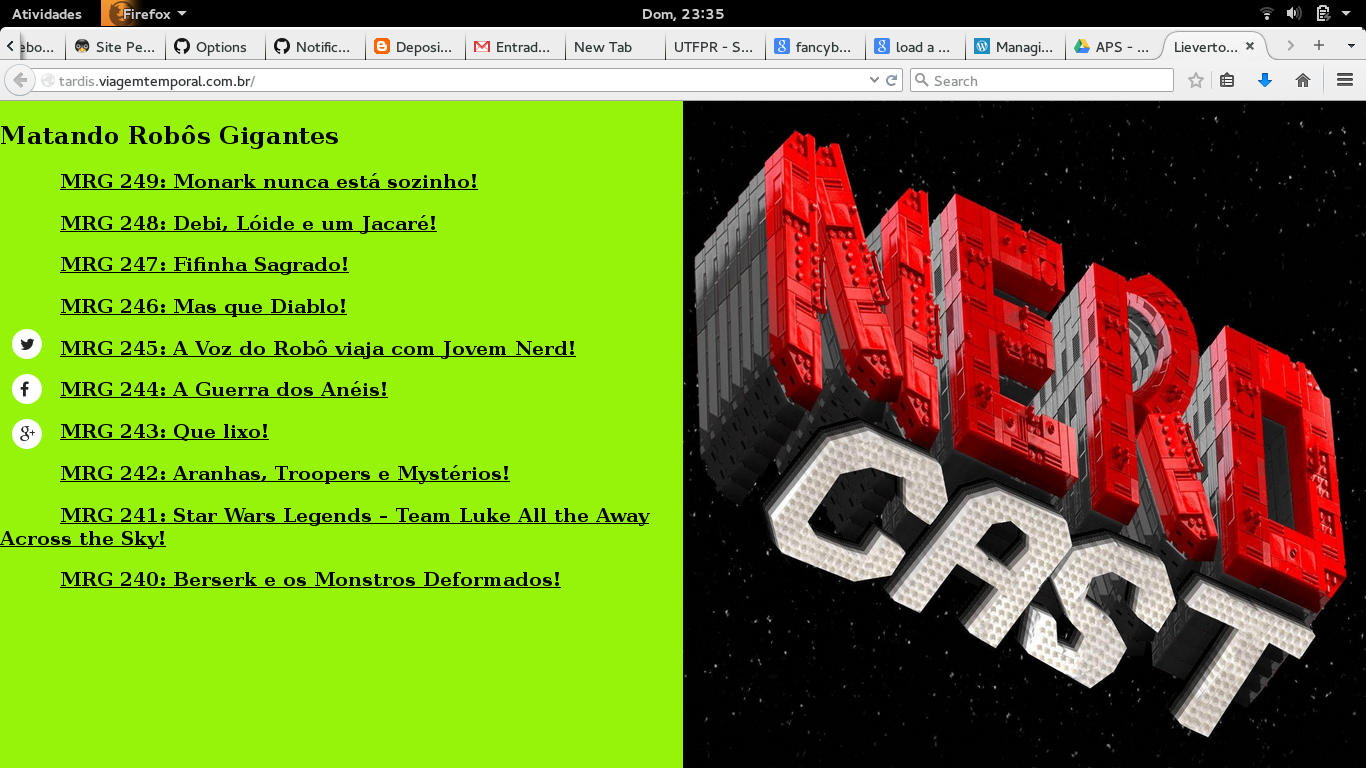 Atividades Firefox Dom, 23:35
ebo... Site Pe... Options Notific... Deposi... Entrad... New Tab UTFPR - S... fancyb... load a ... Managi... APS - ... Lieverto...
tardis.viagemtemporal.com.br/ Search
Matando Robôs Gigantes
MRG 249: Monark nunca está sozinho!
MRG 248: Debi, Lóide e um Jacaré!
MRG 247: Fifinha Sagrado!
MRG 246: Mas que Diablo!
MRG 245: A Voz do Robô viaja com Jovem Nerd!
MRG 244: A Guerra dos Anéis!
MRG 243: Que lixo!
MRG 242: Aranhas, Troopers e Mystérios!
MRG 241: Star Wars Legends – Team Luke All the Away
Across the Sky!
MRG 240: Berserk e os Monstros Deformados!
NERD
CAST